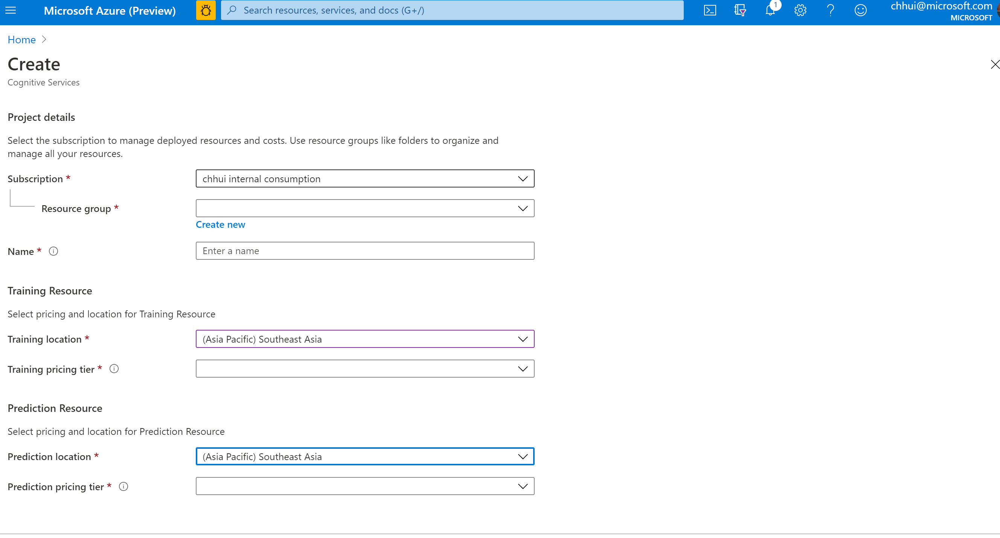 Microsoft Azure (Preview)
Search resources, services, and docs (G+/)
1
chhui@microsoft.com
MICROSOFT
Home
Create
Cognitive Services
Project details
Select the subscription to manage deployed resources and costs. Use resource groups like folders to organize and
manage all your resources.
Subscription *
chhui internal consumption
Resource group *
Create new
Name *
Enter a name
Training Resource
Select pricing and location for Training Resource
Training location *
(Asia Pacific) Southeast Asia
Training pricing tier *
Prediction Resource
Select pricing and location for Prediction Resource
Prediction location *
(Asia Pacific) Southeast Asia
Prediction pricing tier *